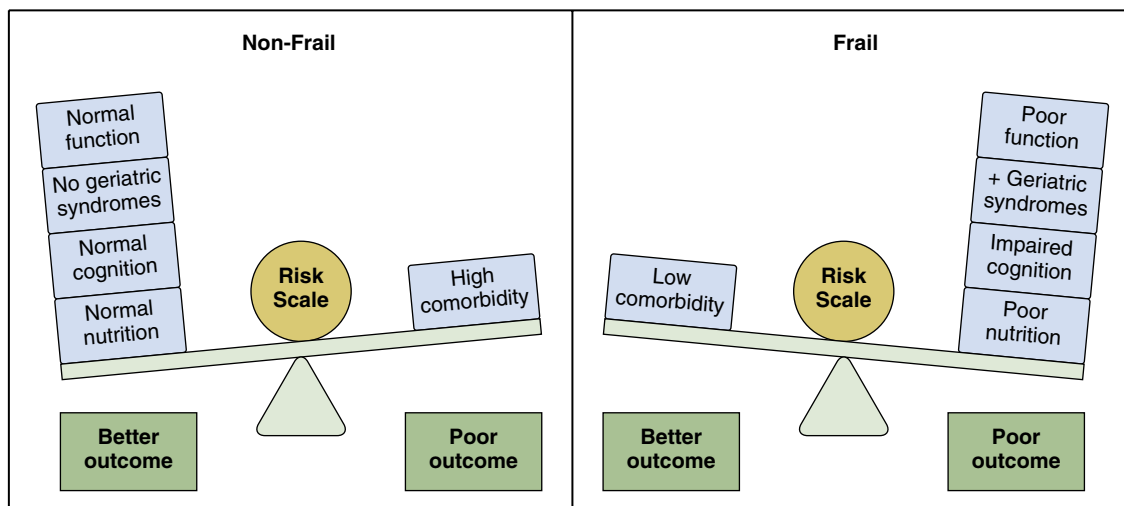 Non-Frail
Normal
function
No geriatric
syndromes
Normal
cognition
Normal
nutrition
Risk
Scale
High
comorbidity
Better
outcome
Poor
outcome
Frail
Low
comorbidity
Risk
Scale
Poor
function
+ Geriatric
syndromes
Impaired
cognition
Poor
nutrition
Better
outcome
Poor
outcome